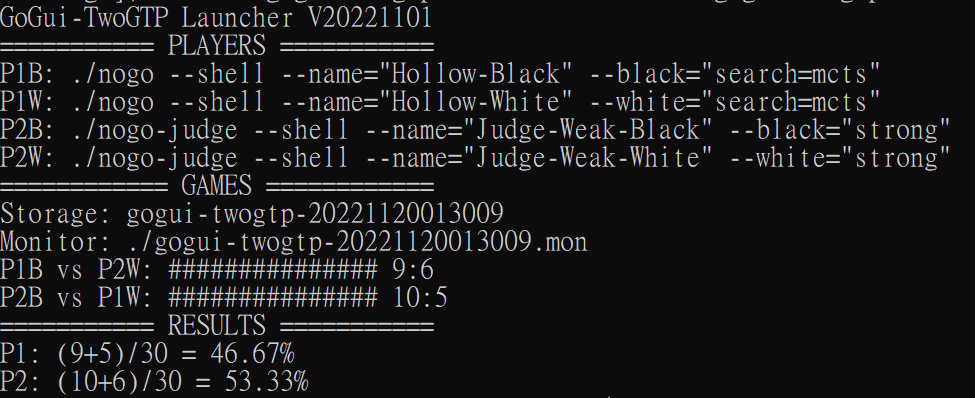 GoGui-TwoGTP Launcher V20221101
=========== PLAYERS ===========
P1B: ./nogo --shell --name="Hollow-Black" --black="search=mcts"
P1W: ./nogo --shell --name="Hollow-White" --white="search=mcts"
P2B: ./nogo-judge --shell --name="Judge-Weak-Black" --black="strong"
P2W: ./nogo-judge --shell --name="Judge-Weak-White" --white="strong"
============ GAMES ============
Storage: gogui-twogtp-20221120013009
Monitor: ./gogui-twogtp-20221120013009.mon
P1B vs P2W: ############### 9:6
P2B vs P1W: ############### 10:5
=========== RESULTS ===========
P1: (9+5)/30 = 46.67%
P2: (10+6)/30 = 53.33%